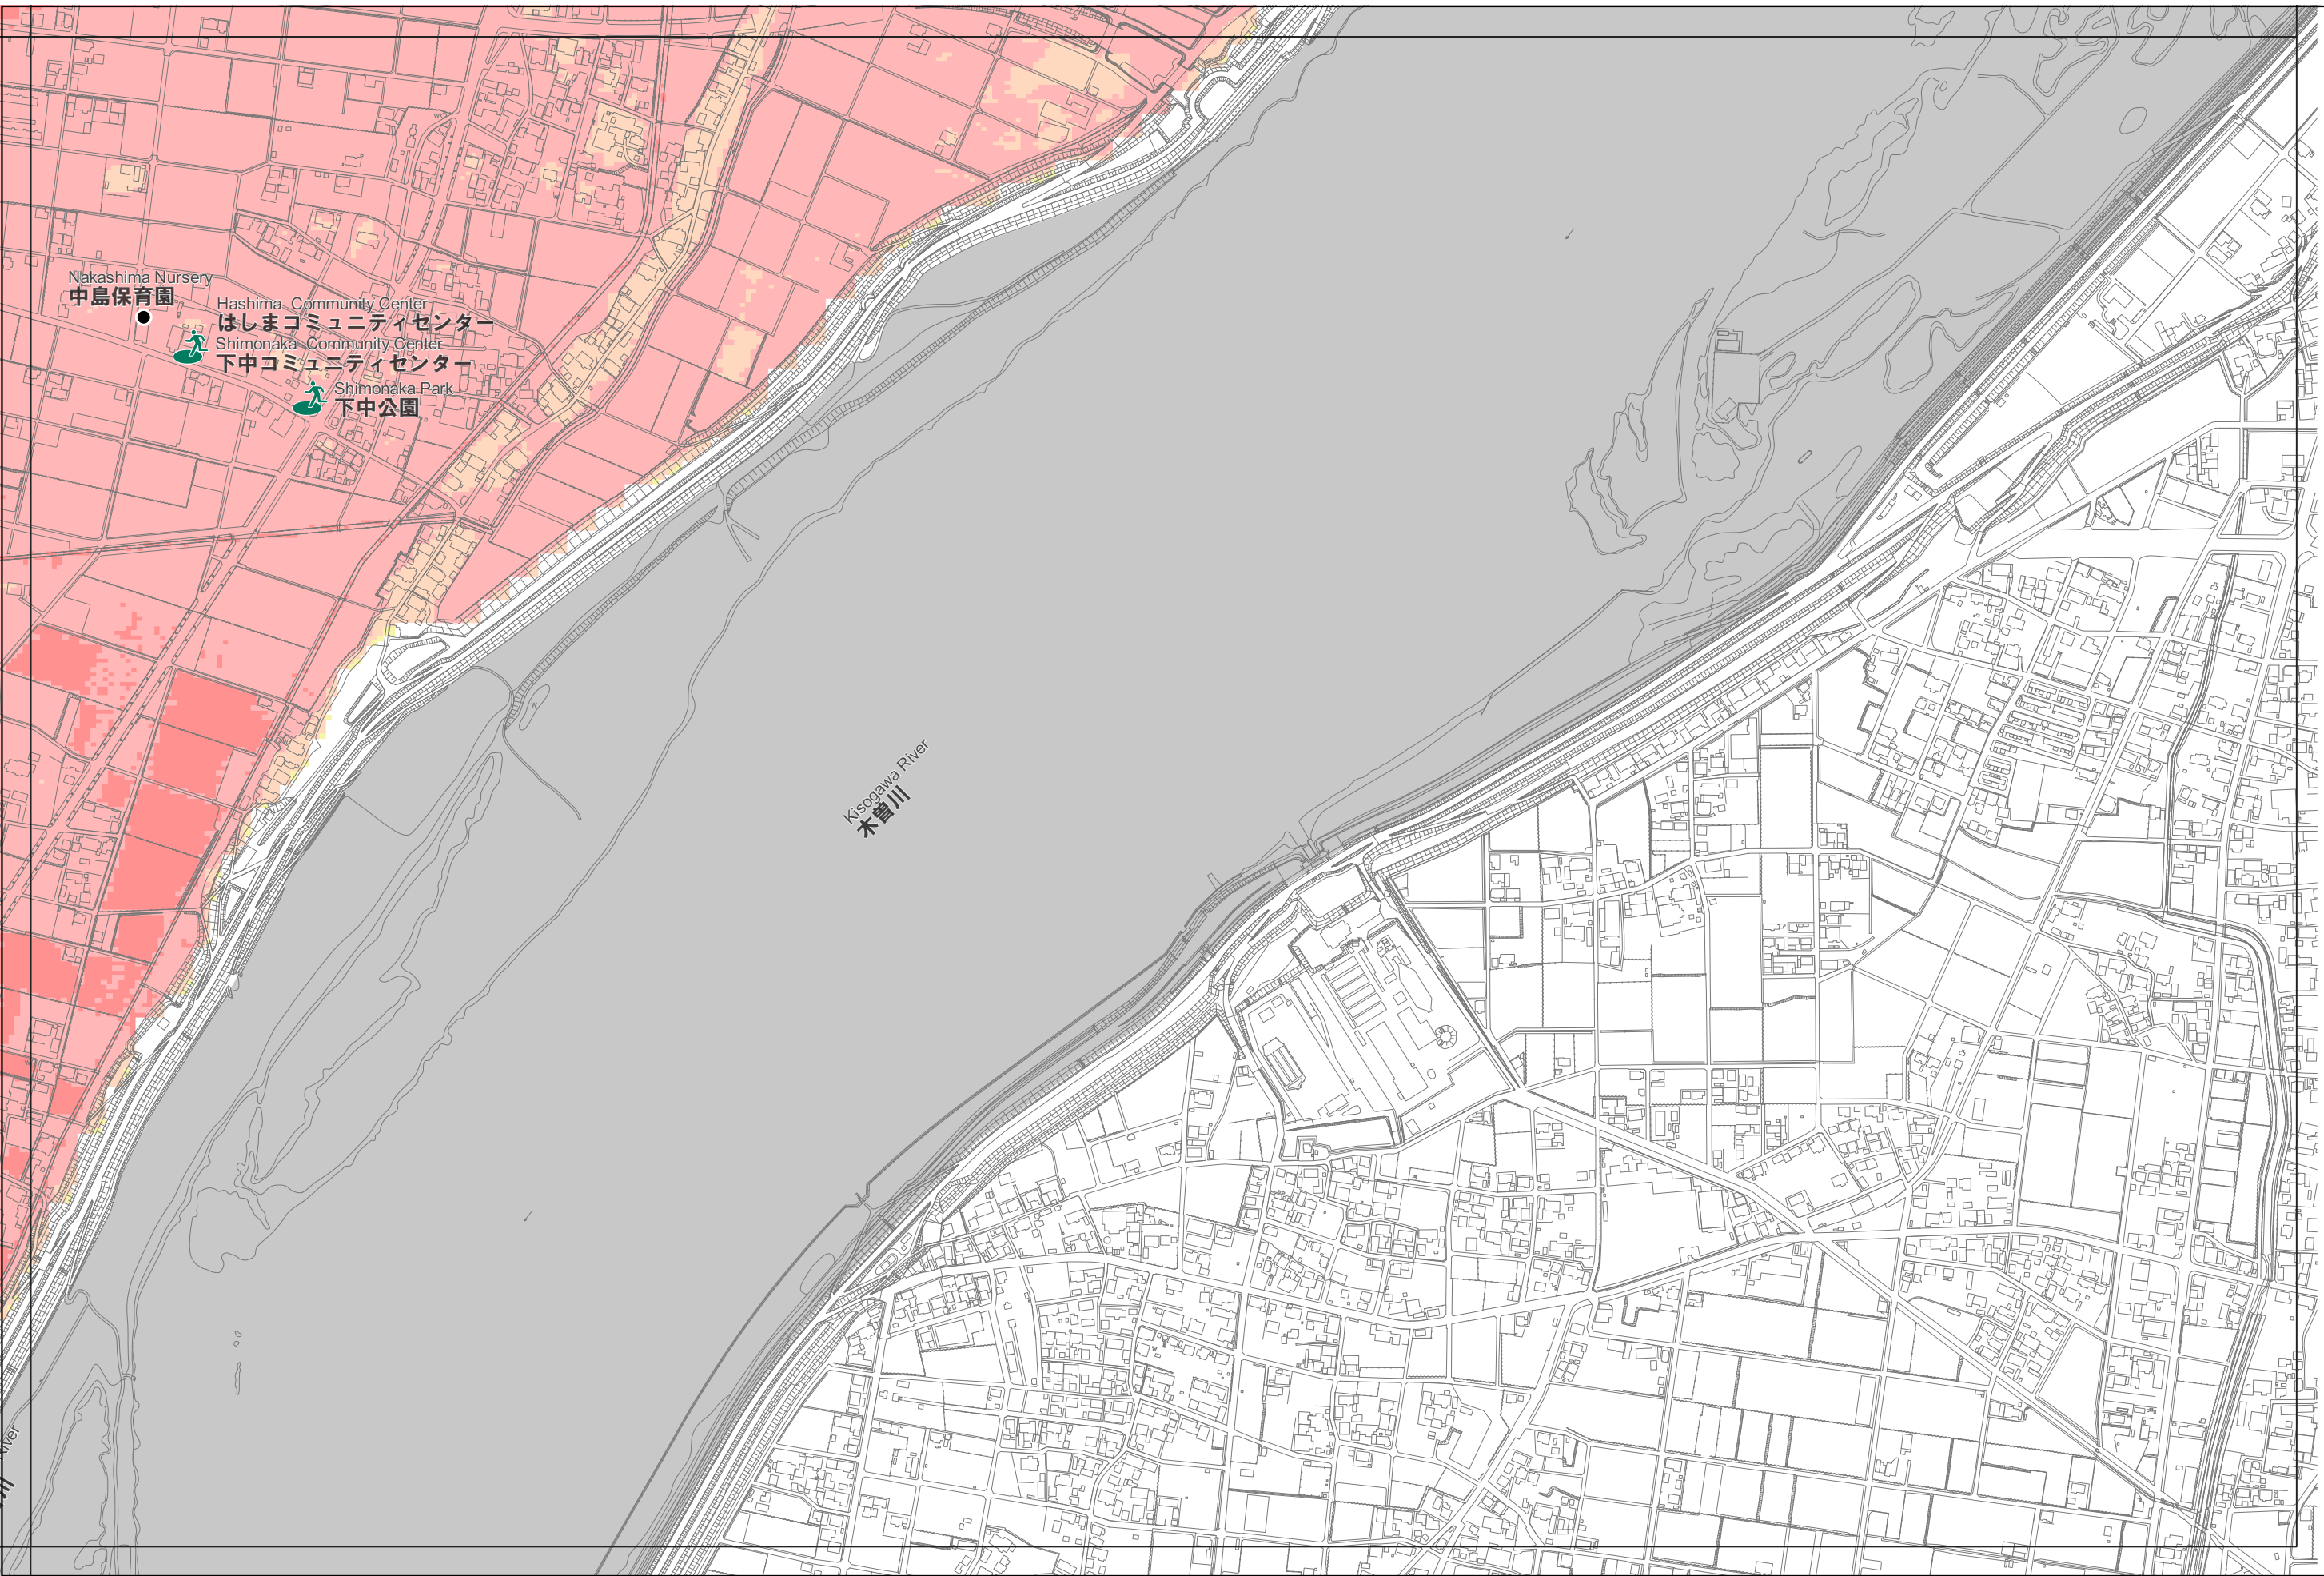 Nakashima Nursery
中島保育園
Hashima Community Center
はしまコミュニティセンター
Shimonaka Community Center
下中コミュニティセンター
Shimonaka Park
下中公園
Kisogawa River
木曽川
川